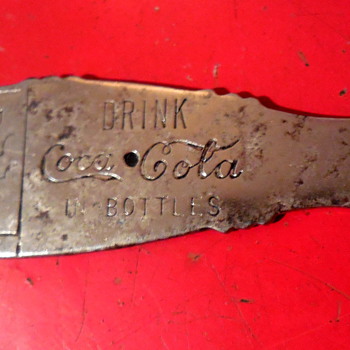 DRINK
Coca-Cola
IN BOTTLES